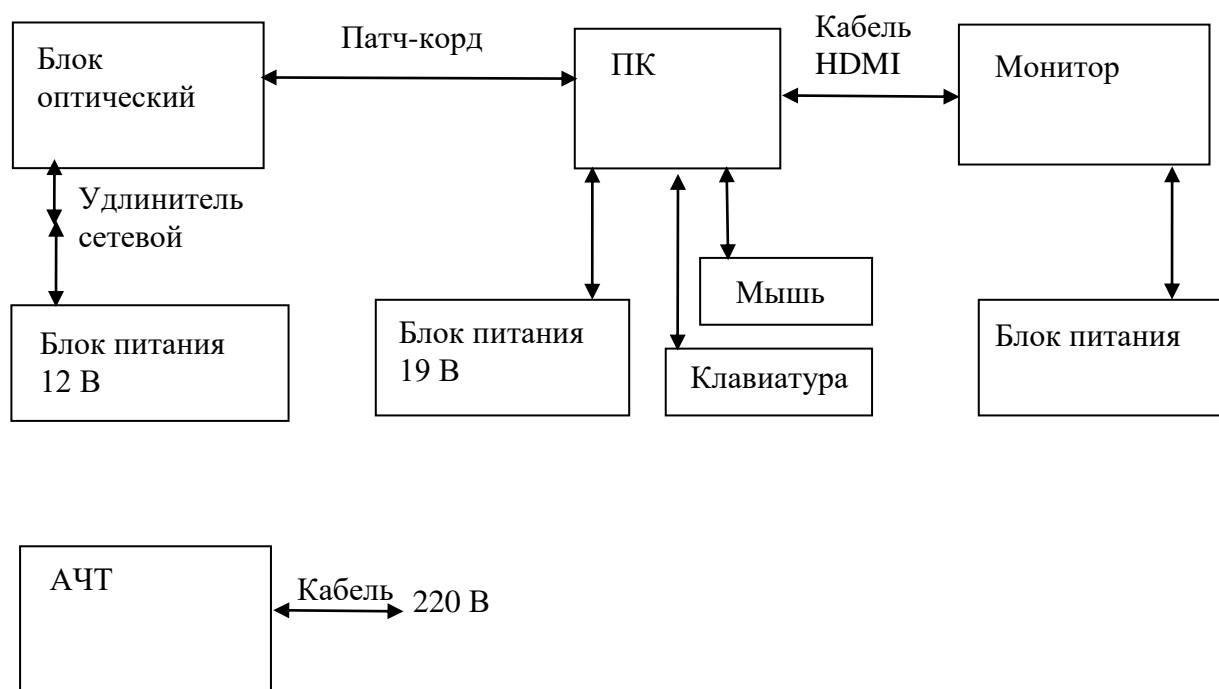 Блок
оптический
Патч-корд
ПК
Кабель
HDMI
Монитор
Удлинитель
сетевой
Блок питания
12 В
Блок питания
19 В
Мышь
Клавиатура
Блок питания
АЧТ
Кабель
220 В